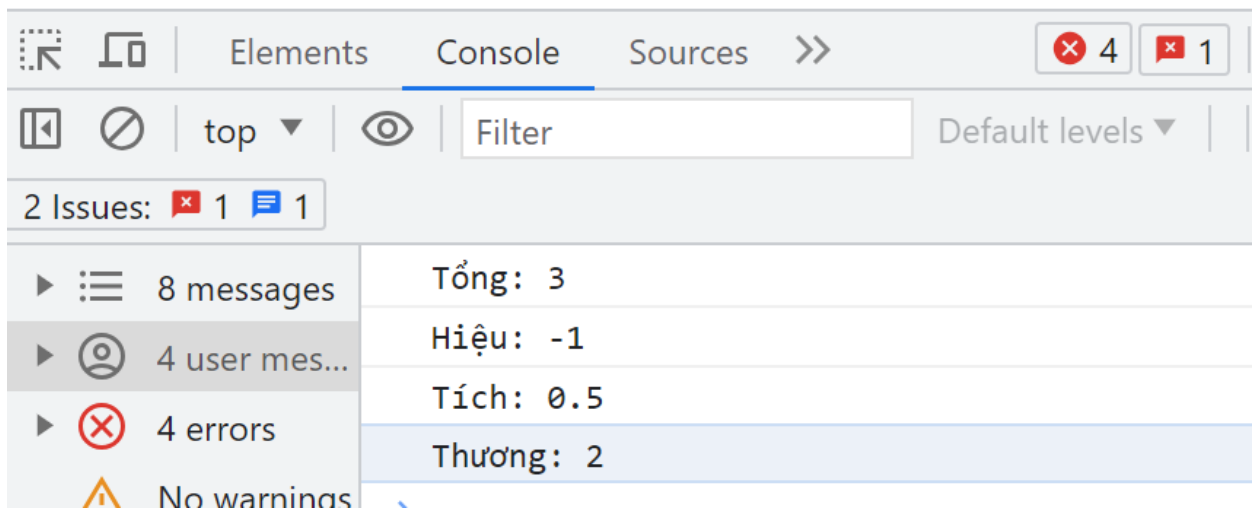 Elements Console Sources 4 1
top Filter Default levels
2 Issues: 1 1
8 messages
4 user mes...
4 errors
No warnings
Tổng: 3
Hiệu: -1
Tích: 0.5
Thương: 2